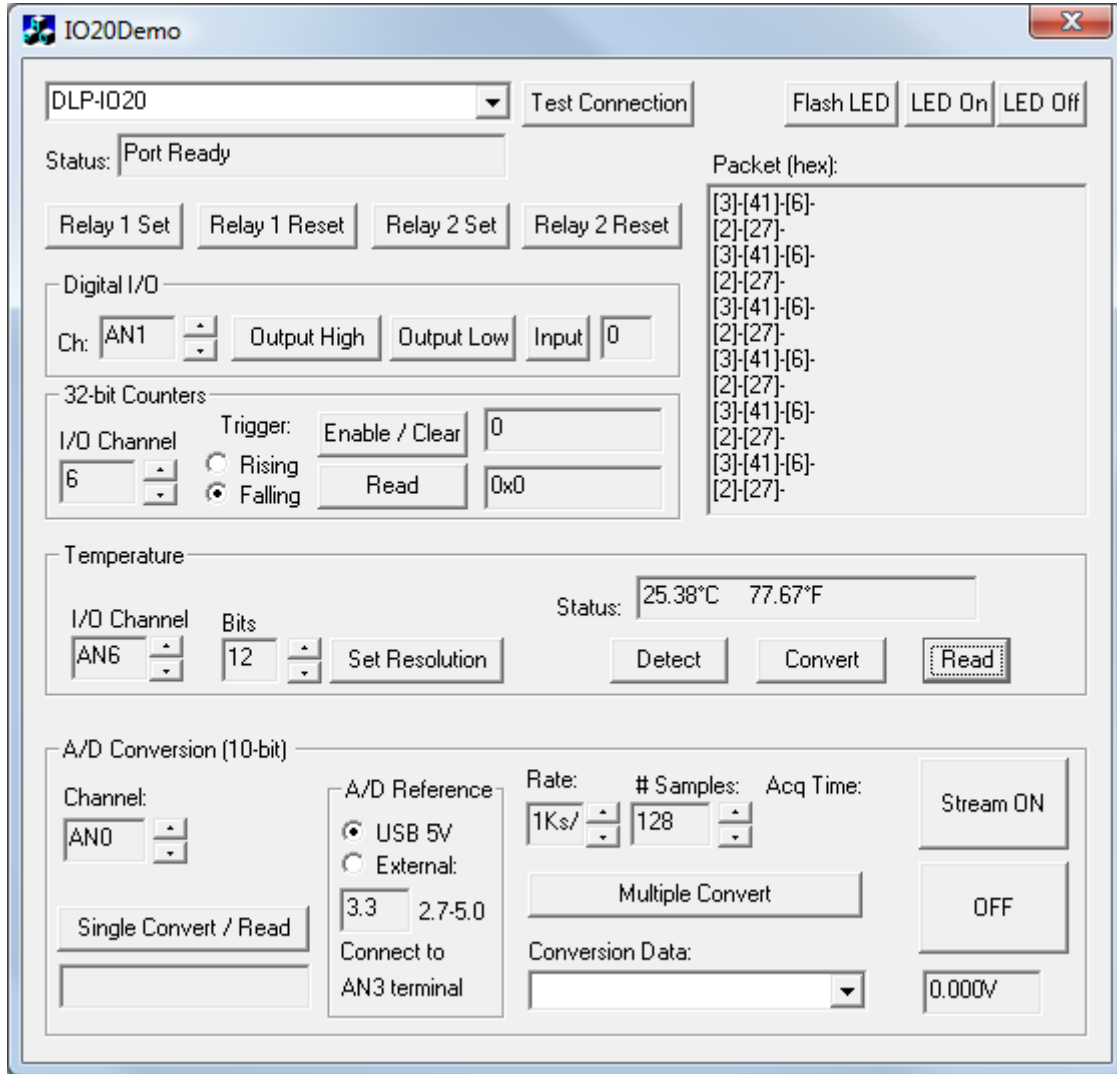 IO20Demo
DLP-IO20
Test Connection
Flash LED
LED On
LED Off
Status: Port Ready
Packet (hex):
[3]-[41]-[6]-
[2]-[27]-
[3]-[41]-[6]-
[2]-[27]-
[3]-[41]-[6]-
[2]-[27]-
[3]-[41]-[6]-
[2]-[27]-
[3]-[41]-[6]-
[2]-[27]-
[3]-[41]-[6]-
[2]-[27]-
Relay 1 Set
Relay 1 Reset
Relay 2 Set
Relay 2 Reset
Digital I/O
Ch: AN1
Output High
Output Low
Input
0
32-bit Counters
I/O Channel
6
Trigger:
Rising
Falling
Enable / Clear
0
Read
0x0
Temperature
I/O Channel
AN6
Bits
12
Set Resolution
Status: 25.38°C 77.67°F
Detect
Convert
Read
A/D Conversion (10-bit)
Channel:
AN0
Single Convert / Read
A/D Reference
USB 5V
External:
3.3 2.7-5.0
Connect to
AN3 terminal
Rate:
1Ks/
# Samples:
128
Acq Time:
Multiple Convert
Conversion Data:
Stream ON
OFF
0.000V